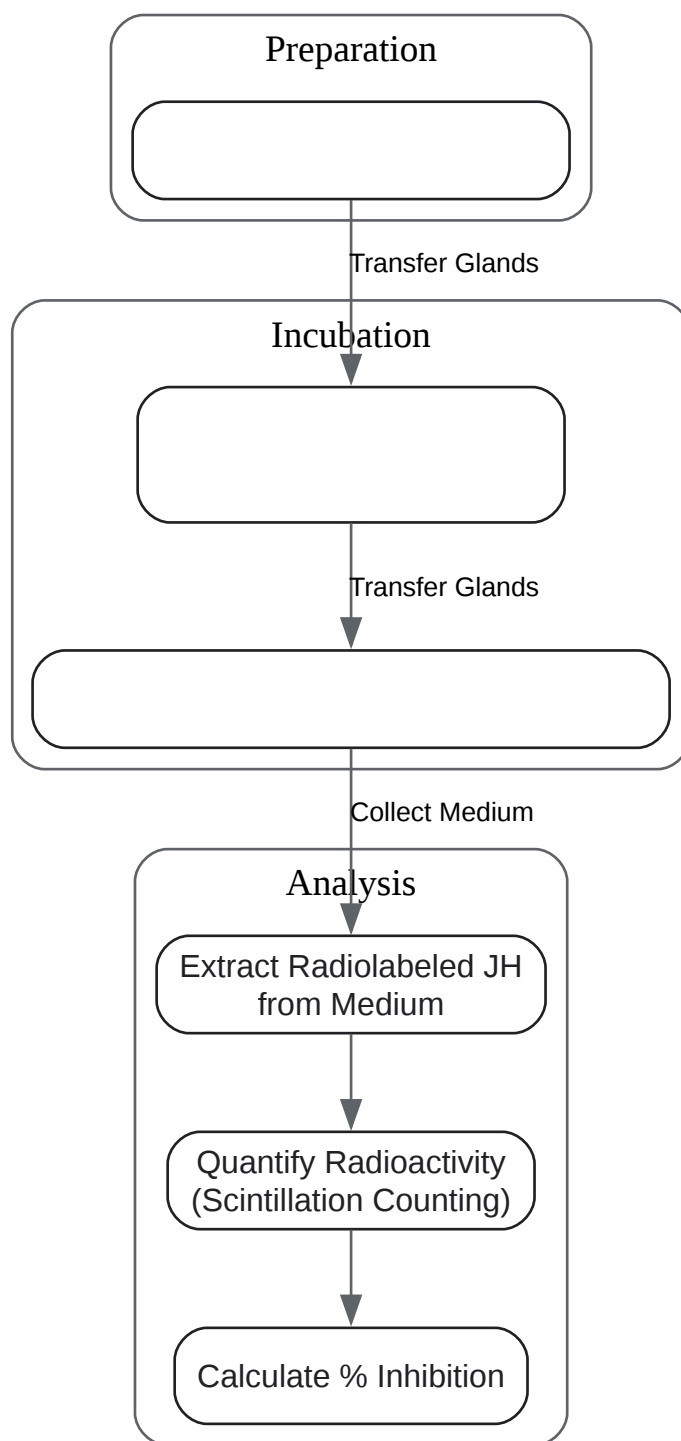 Preparation
Transfer Glands
Incubation
Transfer Glands
Collect Medium
Analysis
Extract Radiolabeled JH
from Medium
Quantify Radioactivity
(Scintillation Counting)
Calculate % Inhibition